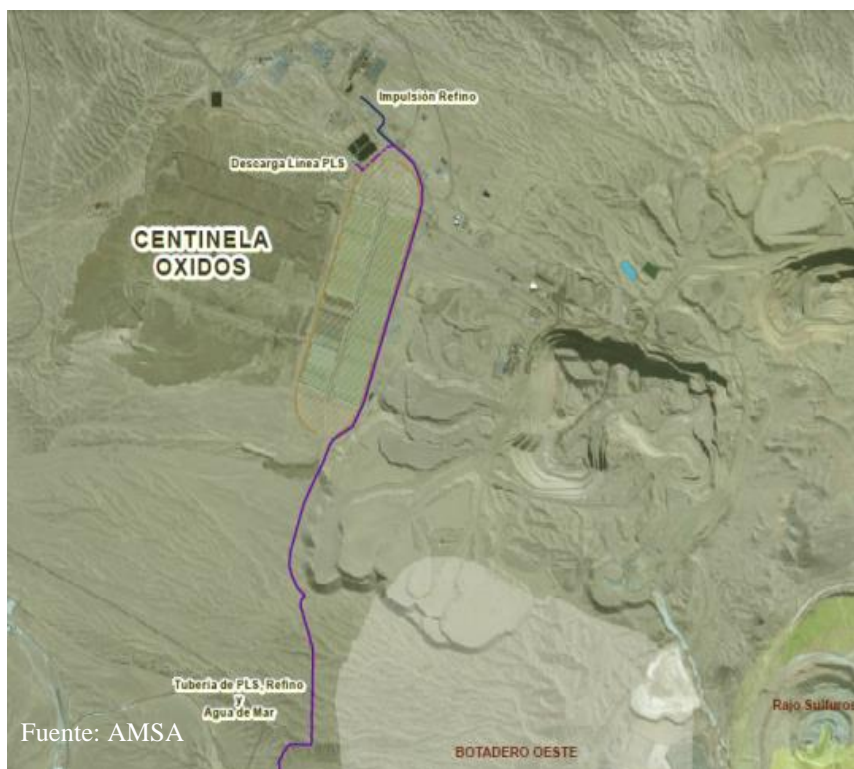 Impulsión Refino
Descarga Linea PLS
CENTINELA
OXIDOS
Tubería de PLS, Refino
y
Agua de Mar
Rajo Sulfuros
Fuente: AMSA
BOTADERO OESTE